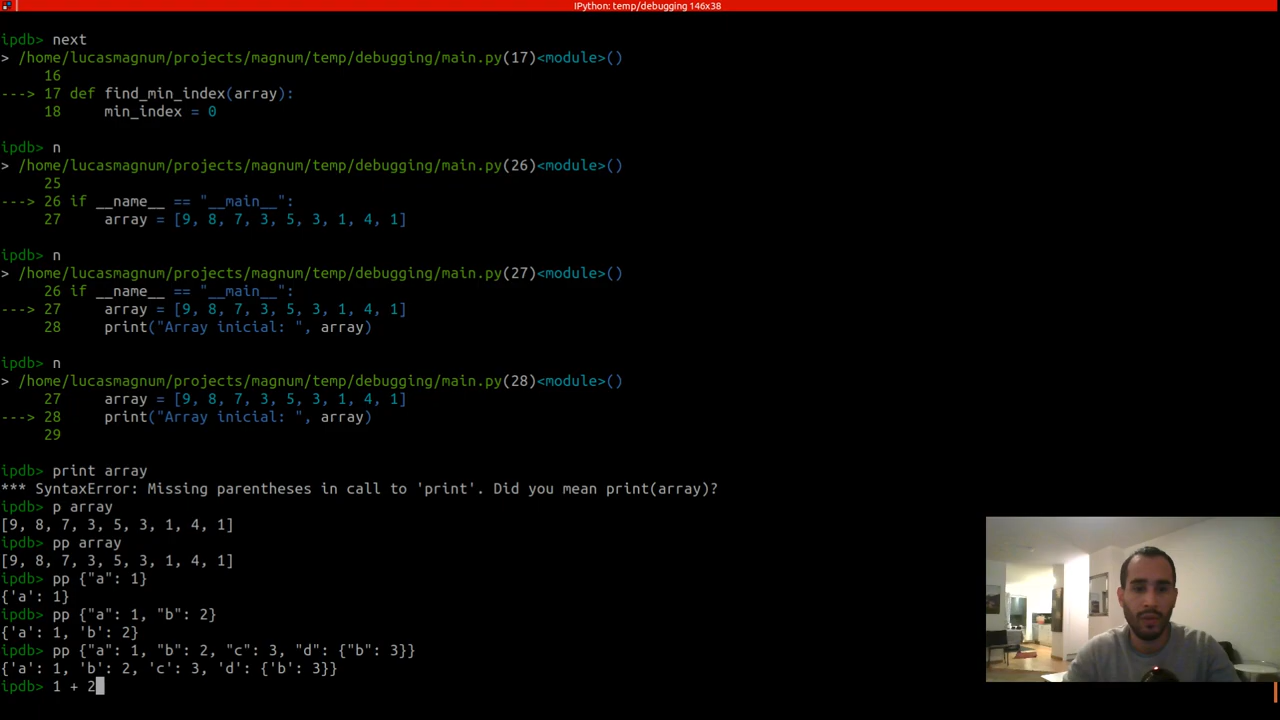 IPython: temp/debugging 146x38
ipdb> next
> /home/lucasmagnum/projects/magnum/temp/debugging/main.py(17)<module>()
16
---> 17 def find_min_index(array):
18     min_index = 0
ipdb> n
> /home/lucasmagnum/projects/magnum/temp/debugging/main.py(26)<module>()
25
---> 26 if __name__ == "__main__":
27     array = [9, 8, 7, 3, 5, 3, 1, 4, 1]
ipdb> n
> /home/lucasmagnum/projects/magnum/temp/debugging/main.py(27)<module>()
26 if __name__ == "__main__":
---> 27     array = [9, 8, 7, 3, 5, 3, 1, 4, 1]
28     print("Array inicial: ", array)
ipdb> n
> /home/lucasmagnum/projects/magnum/temp/debugging/main.py(28)<module>()
27     array = [9, 8, 7, 3, 5, 3, 1, 4, 1]
---> 28     print("Array inicial: ", array)
29
ipdb> print array
*** SyntaxError: Missing parentheses in call to 'print'. Did you mean print(array)?
ipdb> p array
[9, 8, 7, 3, 5, 3, 1, 4, 1]
ipdb> pp array
[9, 8, 7, 3, 5, 3, 1, 4, 1]
ipdb> pp {"a": 1}
{'a': 1}
ipdb> pp {"a": 1, "b": 2}
{'a': 1, 'b': 2}
ipdb> pp {"a": 1, "b": 2, "c": 3, "d": {"b": 3}}
{'a': 1, 'b': 2, 'c': 3, 'd': {'b': 3}}
ipdb> 1 + 2